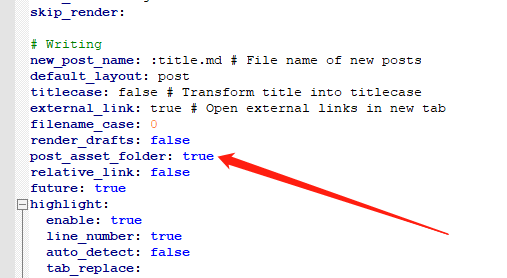 skip_render:
# Writing
new_post_name: :title.md # File name of new posts
default_layout: post
titlecase: false # Transform title into titlecase
external_link: true # Open external links in new tab
filename_case: 0
render_drafts: false
post_asset_folder: true
relative_link: false
future: true
highlight:
  enable: true
  line_number: true
  auto_detect: false
  tab_replace: